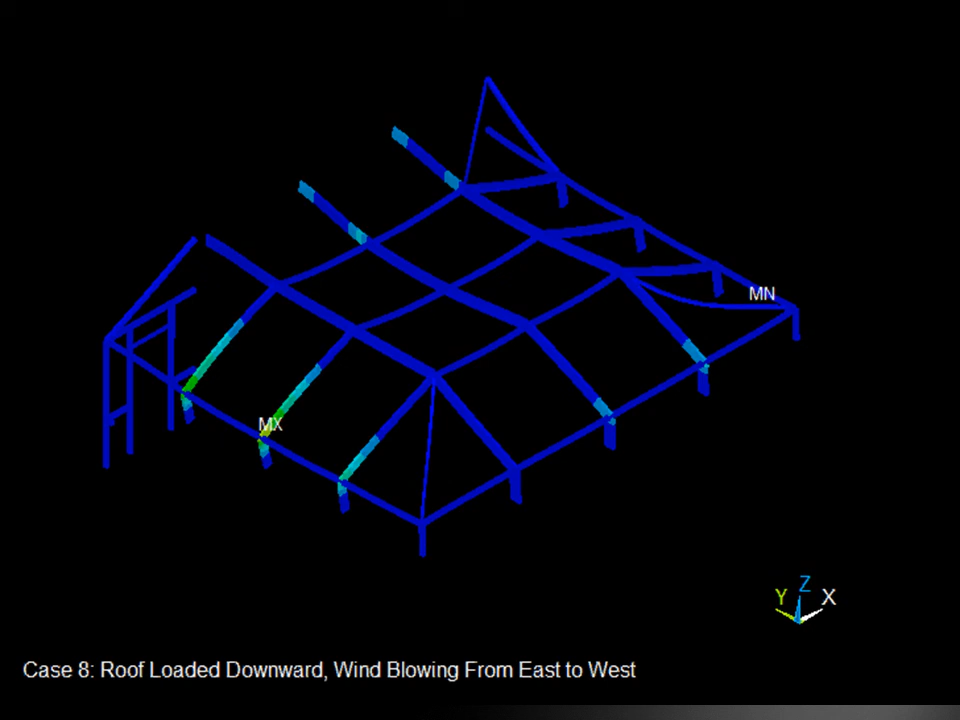 MN
MX
Z
Y X
Case 8: Roof Loaded Downward, Wind Blowing From East to West